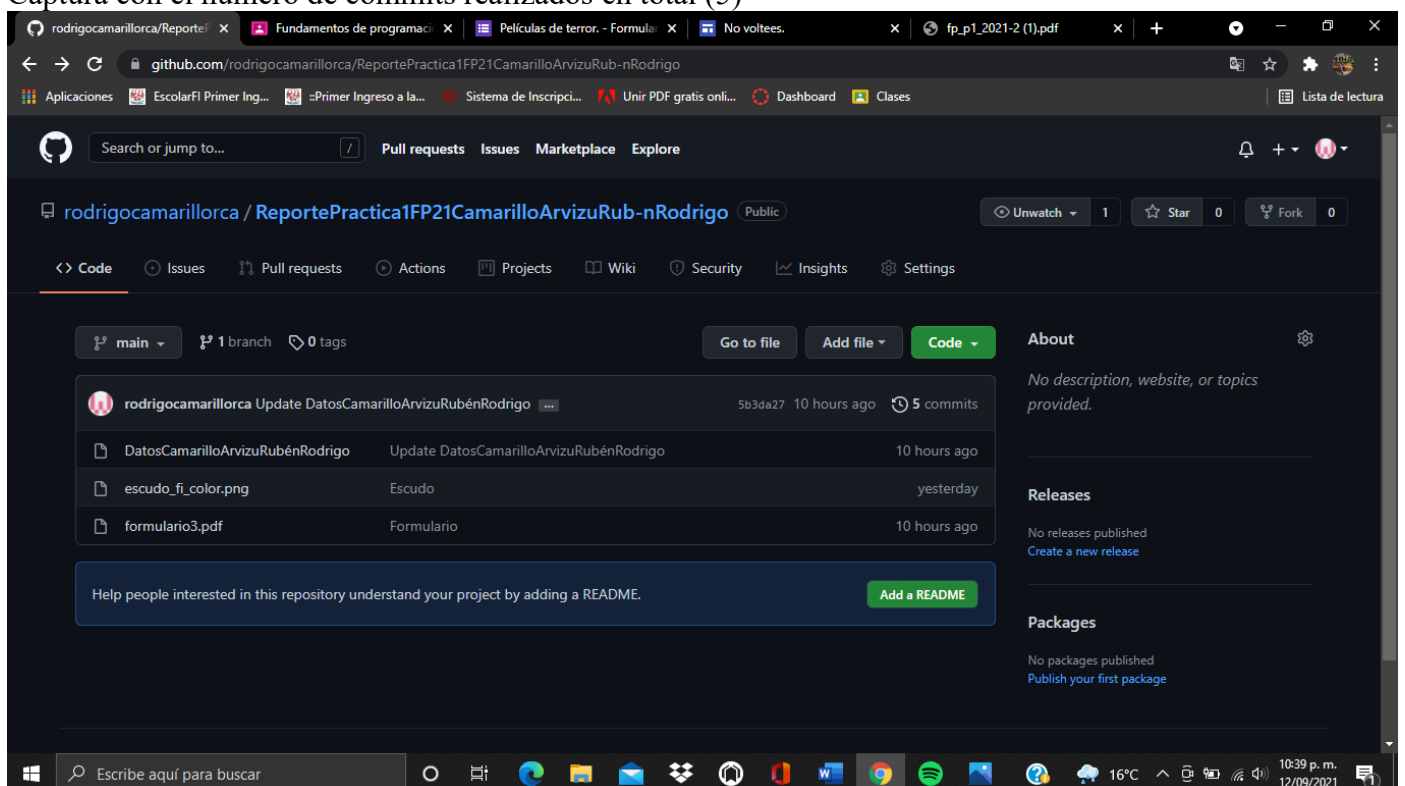 Captura con el número de commits realizados en total (5)
rodrigocamarillorca/ReporteP
Fundamentos de programaci
Películas de terror. - Formular
No voltees.
fp_p1_2021-2 (1).pdf
github.com/rodrigocamarillorca/ReportePractica1FP21CamarilloArvizuRub-nRodrigo
Aplicaciones
EscolarFI Primer Ing...
::Primer Ingreso a la...
Sistema de Inscripci...
Unir PDF gratis onli...
Dashboard
Clases
Lista de lectura
Search or jump to...
/
Pull requests Issues Marketplace Explore
rodrigocamarillorca / ReportePractica1FP21CamarilloArvizuRub-nRodrigo Public
Unwatch 1 Star 0 Fork 0
<> Code Issues Pull requests Actions Projects Wiki Security Insights Settings
main 1 branch 0 tags
Go to file Add file Code
rodrigocamarillorca Update DatosCamarilloArvizuRubénRodrigo ... 5b3da27 10 hours ago 5 commits
DatosCamarilloArvizuRubénRodrigo Update DatosCamarilloArvizuRubénRodrigo 10 hours ago
escudo_fi_color.png Escudo yesterday
formulario3.pdf Formulario 10 hours ago
Help people interested in this repository understand your project by adding a README. Add a README
About
No description, website, or topics
provided.
Releases
No releases published
Create a new release
Packages
No packages published
Publish your first package
Escribe aquí para buscar
16°C
10:39 p. m.
12/09/2021
1